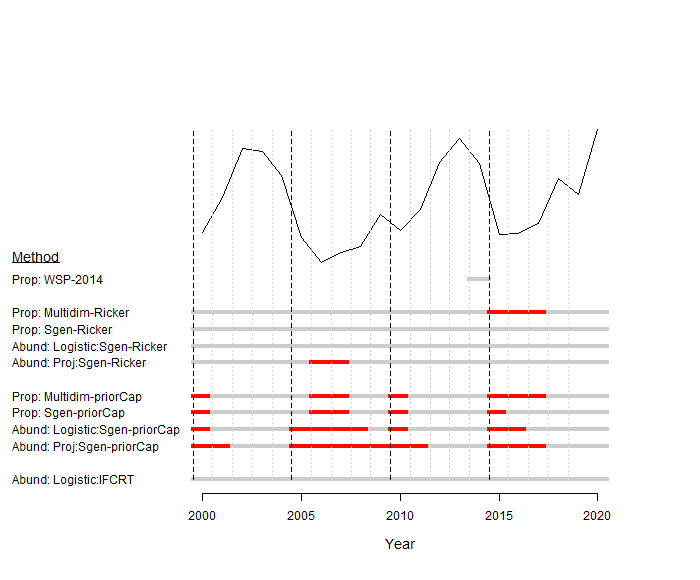 Method
Prop: WSP-2014
Prop: Multidim-Ricker
Prop: Sgen-Ricker
Abund: Logistic:Sgen-Ricker
Abund: Proj:Sgen-Ricker
Prop: Multidim-priorCap
Prop: Sgen-priorCap
Abund: Logistic:Sgen-priorCap
Abund: Proj:Sgen-priorCap
Abund: Logistic:IFCRT
2000 2005 2010 2015 2020
Year